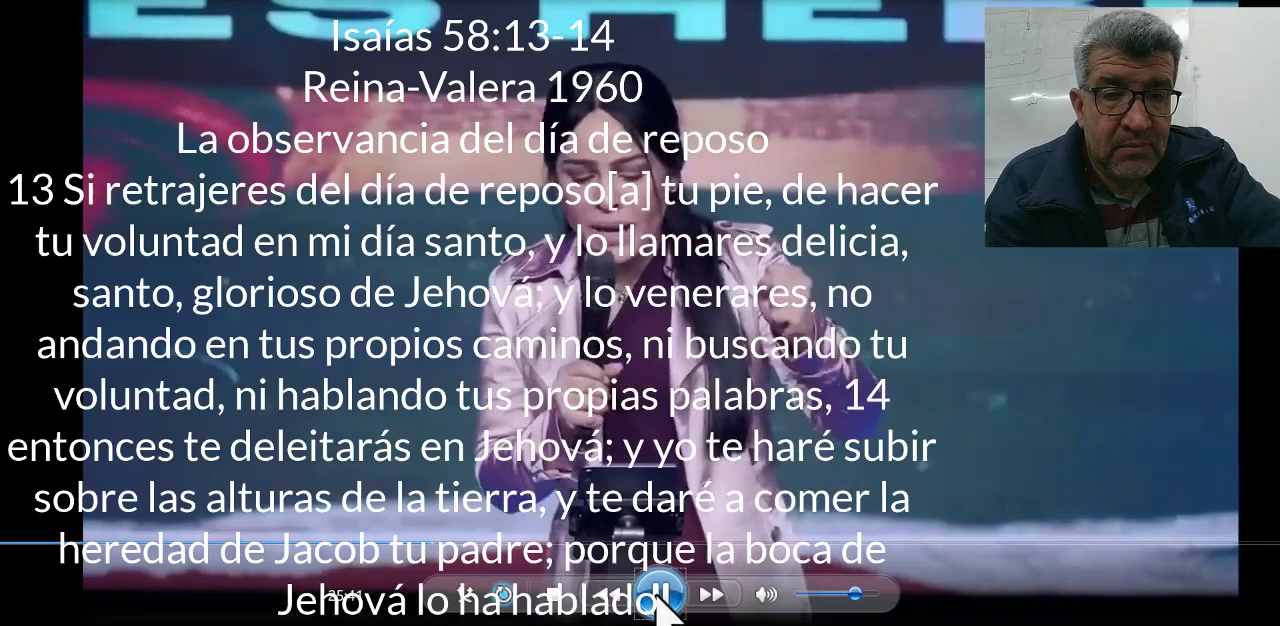 ES HERE
Isaías 58:13-14
Reina-Valera 1960
La observancia del día de reposo
13 Si retrajeres del día de reposo[a] tu pie, de hacer
tu voluntad en mi día santo, y lo llamares delicia,
santo, glorioso de Jehová; y lo venerares, no
andando en tus propios caminos, ni buscando tu
voluntad, ni hablando tus propias palabras, 14
entonces te deleitarás en Jehová; y yo te haré subir
sobre las alturas de la tierra, y te daré a comer la
heredad de Jacob tu padre; porque la boca de
Jehová lo ha hablado
25:41